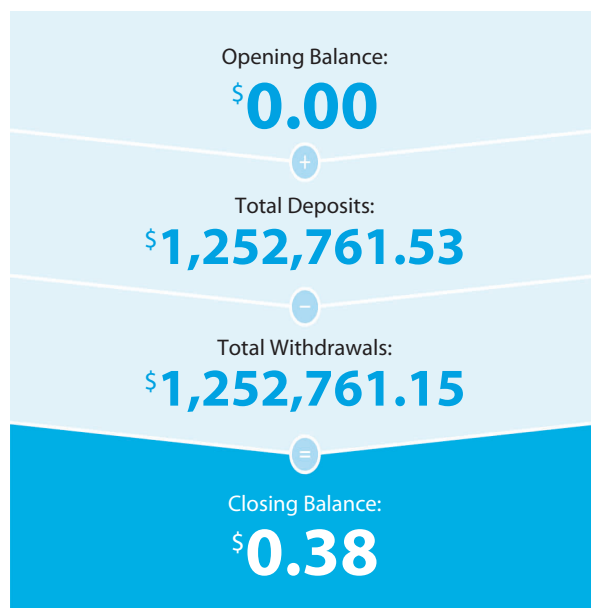 Opening Balance:
$0.00
+
Total Deposits:
$1,252,761.53
−
Total Withdrawals:
$1,252,761.15
=
Closing Balance:
$0.38